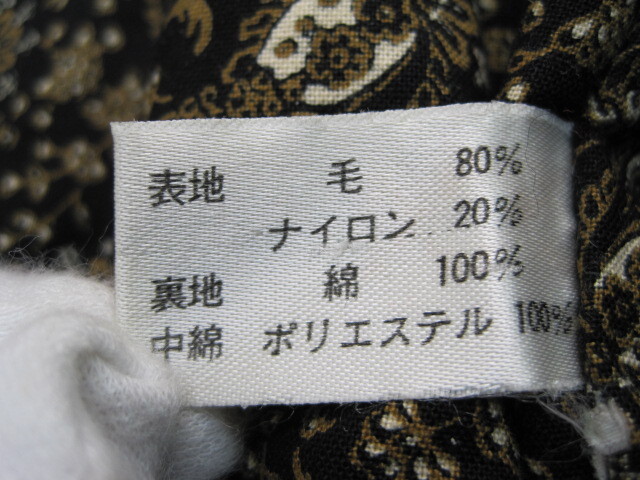 表地 毛 80%
ナイロン 20%
裏地 綿 100%
中綿 ポリエステル 100%